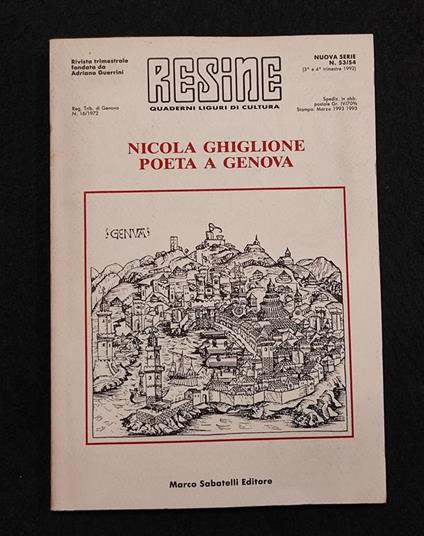 Rivista trimestrale
fondata da
Adriano Guerrini
Reg. Trib. di Genova
N. 16/1972
RESINE
QUADERNI LIGURI DI CULTURA
NUOVA SERIE
N. 53/54
(3° e 4° trimestre 1992)
Spediz. in abb.
postale Gr. IV/70%
Stampa: Marzo 1993
NICOLA GHIGLIONE
POETA A GENOVA
GENVA
Marco Sabatelli Editore